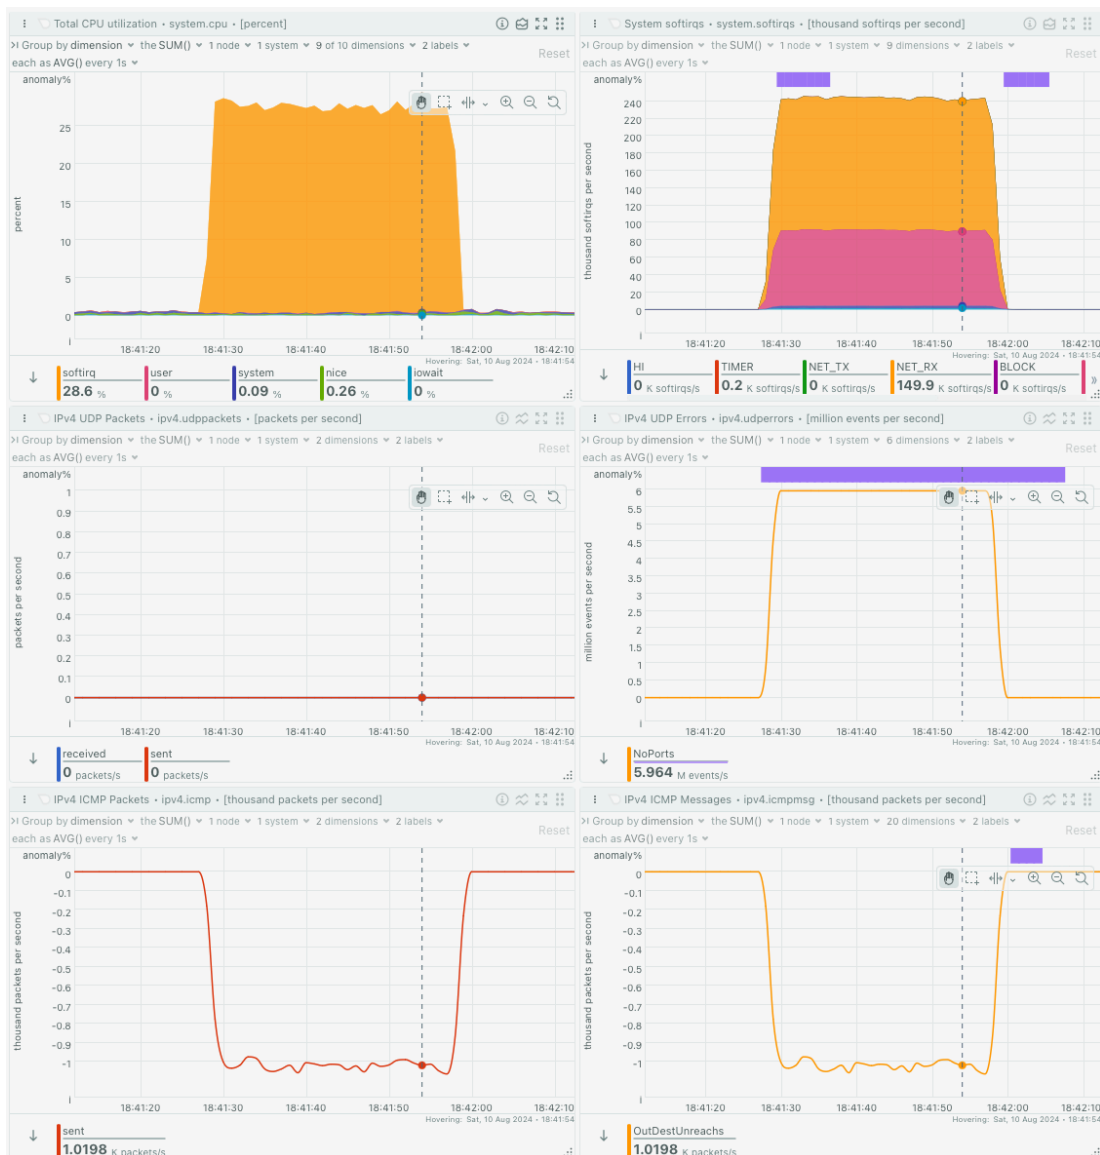 Total CPU utilization • system.cpu • [percent]
Group by dimension the SUM() 1 node 1 system 9 of 10 dimensions 2 labels
each as AVG() every 1s
Reset
anomaly%
25
20
15
10
5
0
percent
18:41:20 18:41:30 18:41:40 18:41:50 18:42:00 18:42:10
Hovering: Sat, 10 Aug 2024 • 18:41:54
softirq user system nice iowait
28.6 % 0 % 0.09 % 0.26 % 0 %
System softirqs • system.softirqs • [thousand softirqs per second]
Group by dimension the SUM() 1 node 1 system 9 dimensions 2 labels
each as AVG() every 1s
Reset
anomaly%
240
220
200
180
160
140
120
100
80
60
40
20
0
thousand softirqs per second
18:41:20 18:41:30 18:41:40 18:41:50 18:42:00 18:42:10
Hovering: Sat, 10 Aug 2024 • 18:41:54
HI TIMER NET_TX NET_RX BLOCK
0 K softirqs/s 0.2 K softirqs/s 0 K softirqs/s 149.9 K softirqs/s 0 K softirqs/s
IPv4 UDP Packets • ipv4.udppackets • [packets per second]
Group by dimension the SUM() 1 node 1 system 2 dimensions 2 labels
each as AVG() every 1s
Reset
anomaly%
1
0.9
0.8
0.7
0.6
0.5
0.4
0.3
0.2
0.1
0
packets per second
18:41:20 18:41:30 18:41:40 18:41:50 18:42:00 18:42:10
Hovering: Sat, 10 Aug 2024 • 18:41:54
received sent
0 packets/s 0 packets/s
IPv4 UDP Errors • ipv4.udperrors • [million events per second]
Group by dimension the SUM() 1 node 1 system 6 dimensions 2 labels
each as AVG() every 1s
Reset
anomaly%
6
5.5
5
4.5
4
3.5
3
2.5
2
1.5
1
0.5
0
million events per second
18:41:20 18:41:30 18:41:40 18:41:50 18:42:00 18:42:10
Hovering: Sat, 10 Aug 2024 • 18:41:54
NoPorts
5.964 M events/s
IPv4 ICMP Packets • ipv4.icmp • [thousand packets per second]
Group by dimension the SUM() 1 node 1 system 2 dimensions 2 labels
each as AVG() every 1s
Reset
anomaly%
0
-0.1
-0.2
-0.3
-0.4
-0.5
-0.6
-0.7
-0.8
-0.9
-1
thousand packets per second
18:41:20 18:41:30 18:41:40 18:41:50 18:42:00 18:42:10
Hovering: Sat, 10 Aug 2024 • 18:41:54
sent
1.0198 K packets/s
IPv4 ICMP Messages • ipv4.icmpmsg • [thousand packets per second]
Group by dimension the SUM() 1 node 1 system 20 dimensions 2 labels
each as AVG() every 1s
Reset
anomaly%
0
-0.1
-0.2
-0.3
-0.4
-0.5
-0.6
-0.7
-0.8
-0.9
-1
thousand packets per second
18:41:20 18:41:30 18:41:40 18:41:50 18:42:00 18:42:10
Hovering: Sat, 10 Aug 2024 • 18:41:54
OutDestUnreachs
1.0198 K packets/s